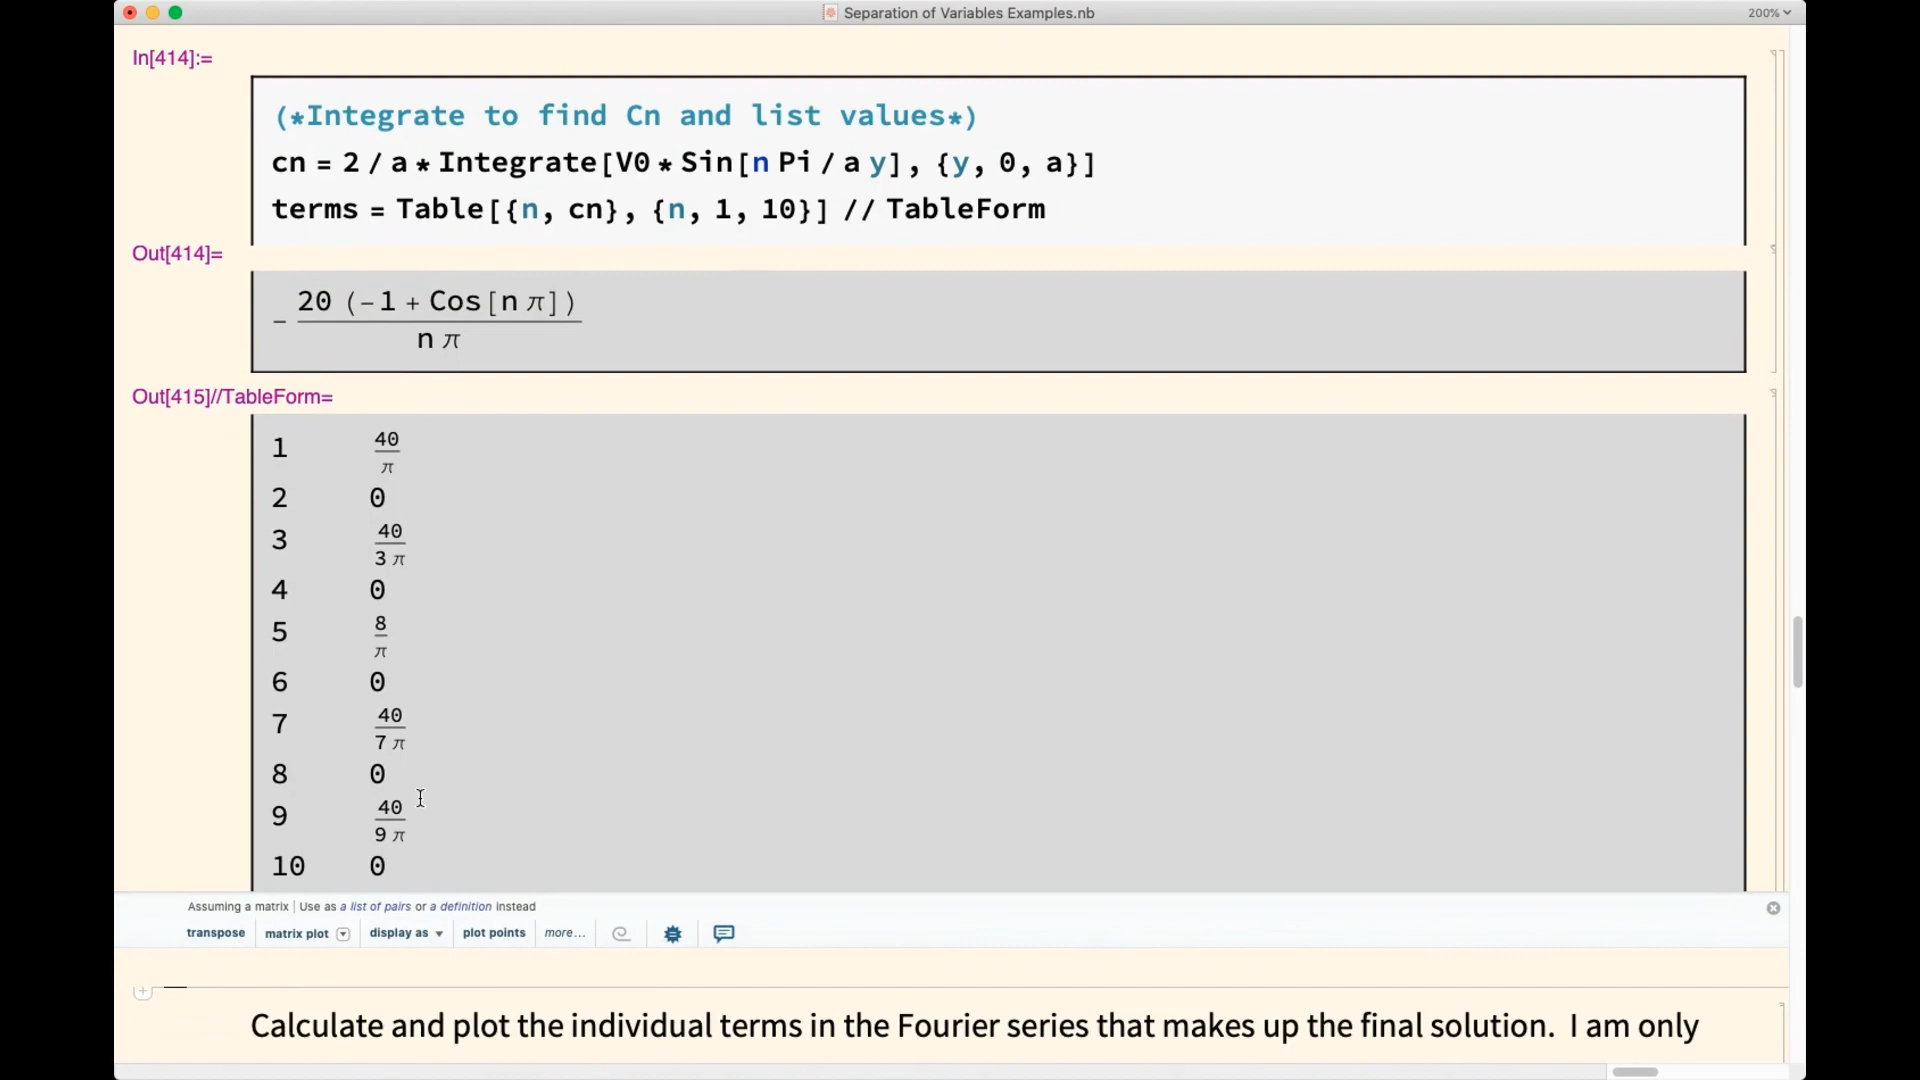 Separation of Variables Examples.nb
200%
In[414]:=
(*Integrate to find Cn and list values*)
cn = 2 / a * Integrate[V0 * Sin[n Pi / a y], {y, 0, a}]
terms = Table[{n, cn}, {n, 1, 10}] // TableForm
Out[414]=
- 20 (-1 + Cos[n π])
n π
Out[415]//TableForm=
1 40/π
2 0
3 40/3 π
4 0
5 8/π
6 0
7 40/7 π
8 0
9 40/9 π
10 0
Assuming a matrix | Use as a list of pairs or a definition instead
transpose matrix plot display as plot points more...
Calculate and plot the individual terms in the Fourier series that makes up the final solution. I am only